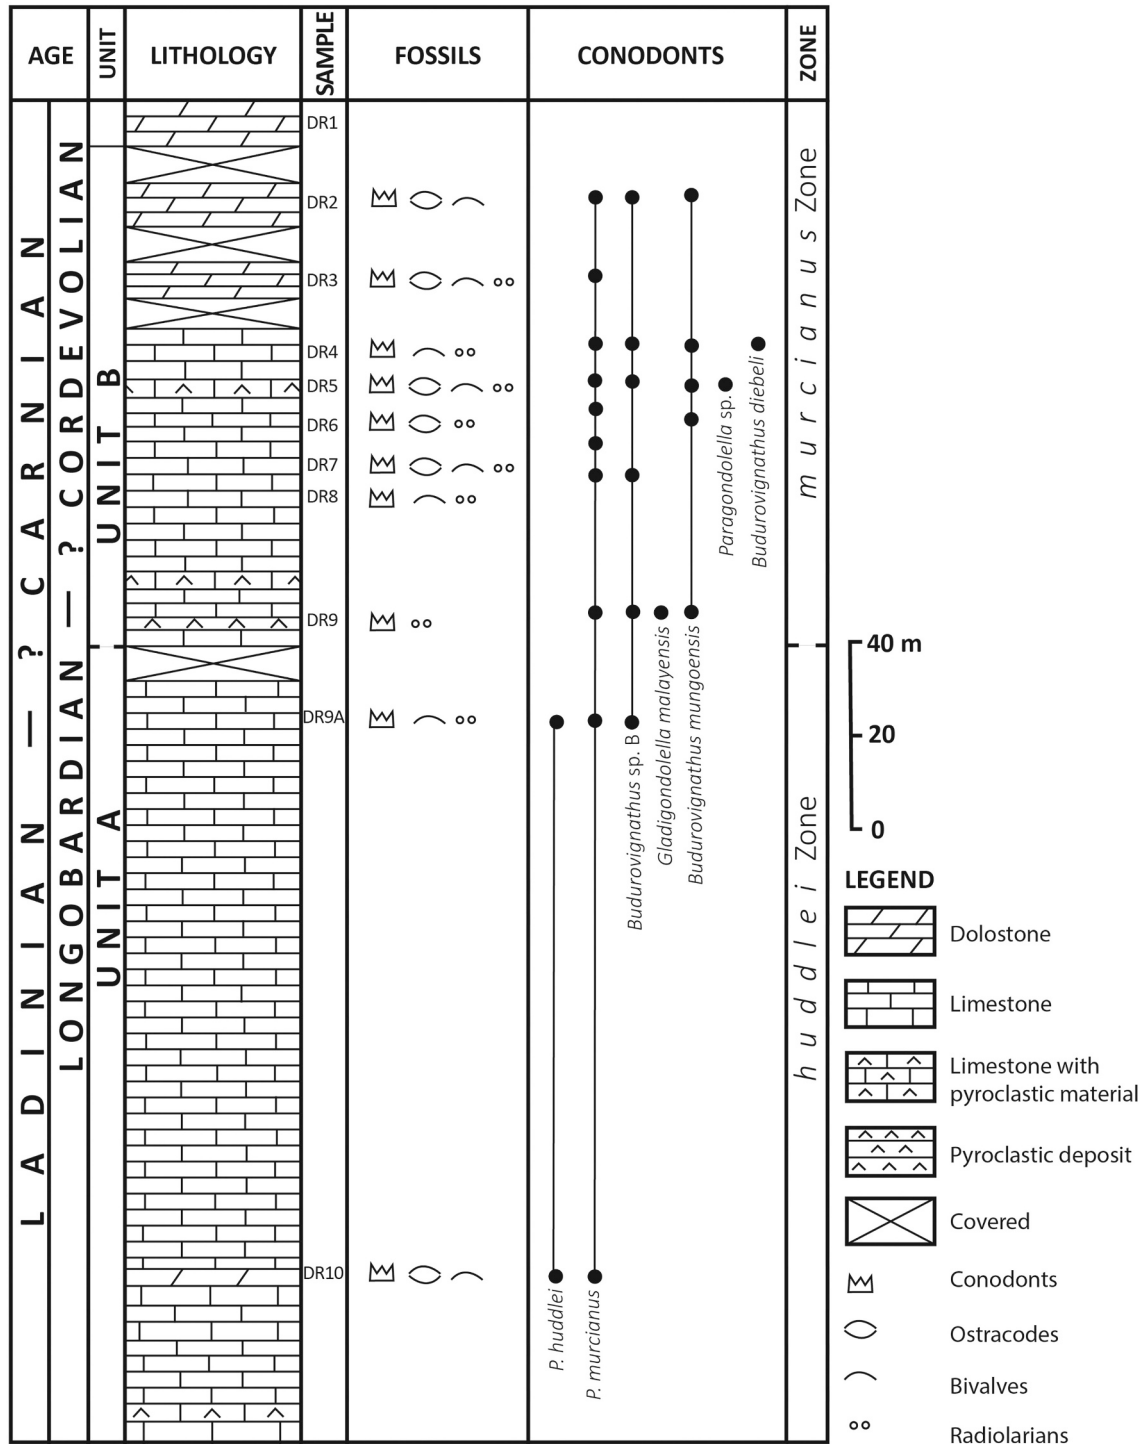 AGE
UNIT
LITHOLOGY
SAMPLE
FOSSILS
CONODONTS
ZONE
LADINIAN — ? CARNIAN
LONGOBARDIAN — ? CORDEVOLIAN
UNIT B
UNIT A
DR1
DR2
DR3
DR4
DR5
DR6
DR7
DR8
DR9
DR9A
DR10
P. huddlei
P. murcianus
Budurovignathus sp. B
Gladigondolella malayensis
Budurovignathus mungoensis
Paragondolella sp.
Budurovignathus diebeli
murcianus Zone
huddlei Zone
40 m
20
0
LEGEND
Dolostone
Limestone
Limestone with
pyroclastic material
Pyroclastic deposit
Covered
Conodonts
Ostracodes
Bivalves
Radiolarians